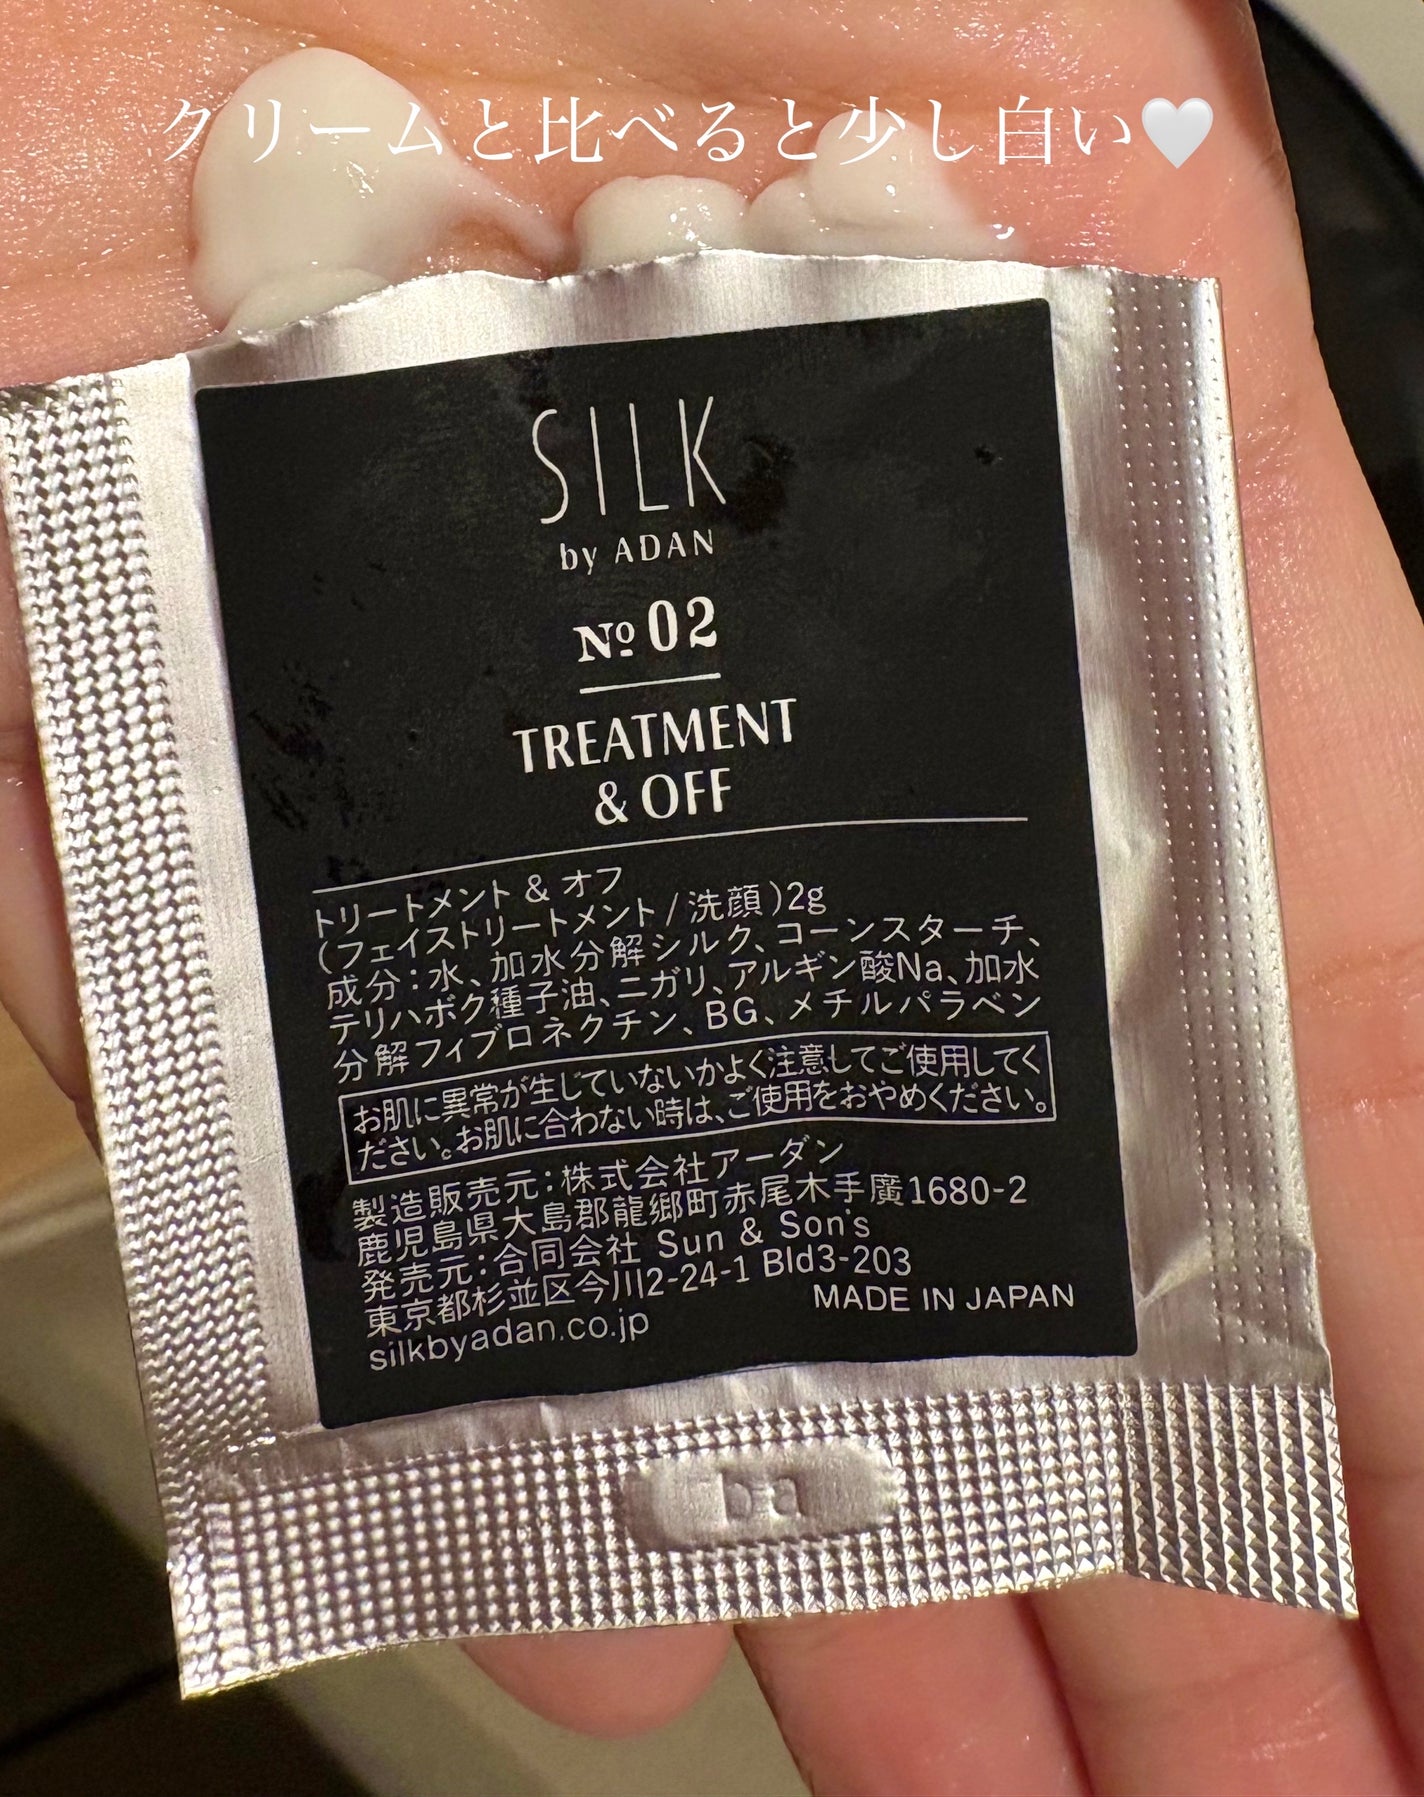 クリームと比べると少し白い🤍
SILK
by ADAN
№ 02
TREATMENT
& OFF
トリートメント & オフ
(フェイストリートメント / 洗顔)2g
成分：水、加水分解シルク、コーンスターチ、
テリハボク種子油、ニガリ、アルギン酸Na、加水
分解フィブロネクチン、BG、メチルパラベン
お肌に異常が生じていないかよく注意してご使用してく
ださい。お肌に合わない時は、ご使用をおやめください。
製造販売元：株式会社アーダン
鹿児島県大島郡龍郷町赤尾木手廣1680-2
発売元：合同会社 Sun & Son's
東京都杉並区今川2-24-1 Bld3-203
silkbyadan.co.jp
MADE IN JAPAN